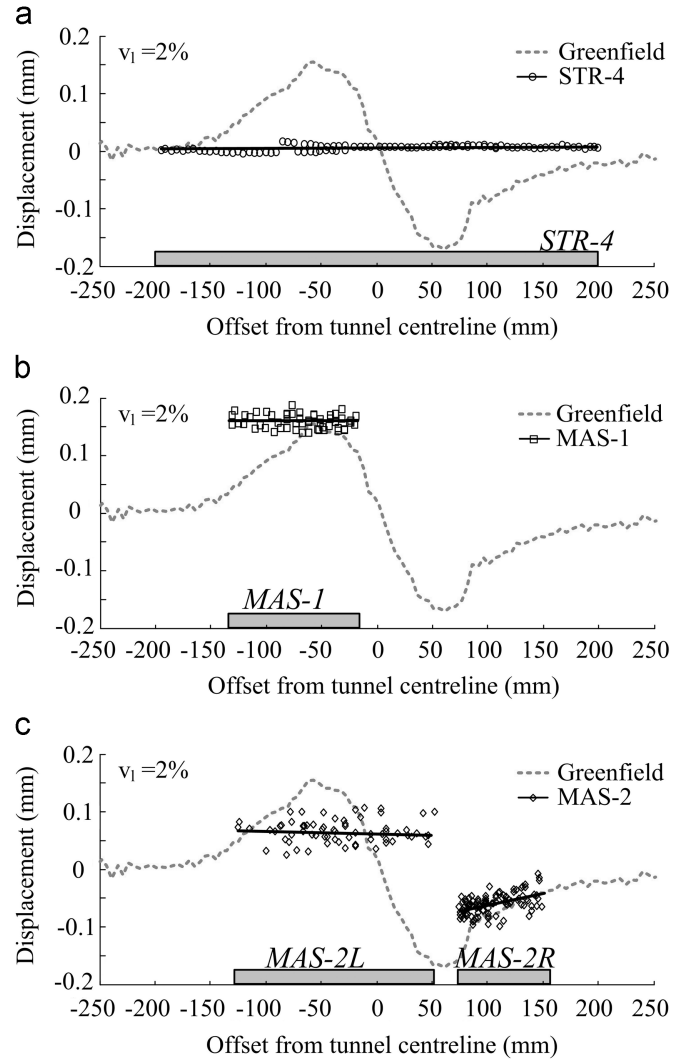 a
Displacement (mm)
0.2
0.1
0
-0.1
-0.2
v_l =2%
Greenfield
STR-4
STR-4
-250 -200 -150 -100 -50 0 50 100 150 200 250
Offset from tunnel centreline (mm)
b
Displacement (mm)
0.2
0.1
0
-0.1
-0.2
v_l =2%
Greenfield
MAS-1
MAS-1
-250 -200 -150 -100 -50 0 50 100 150 200 250
Offset from tunnel centreline (mm)
c
Displacement (mm)
0.2
0.1
0
-0.1
-0.2
v_l =2%
Greenfield
MAS-2
MAS-2L MAS-2R
-250 -200 -150 -100 -50 0 50 100 150 200 250
Offset from tunnel centreline (mm)